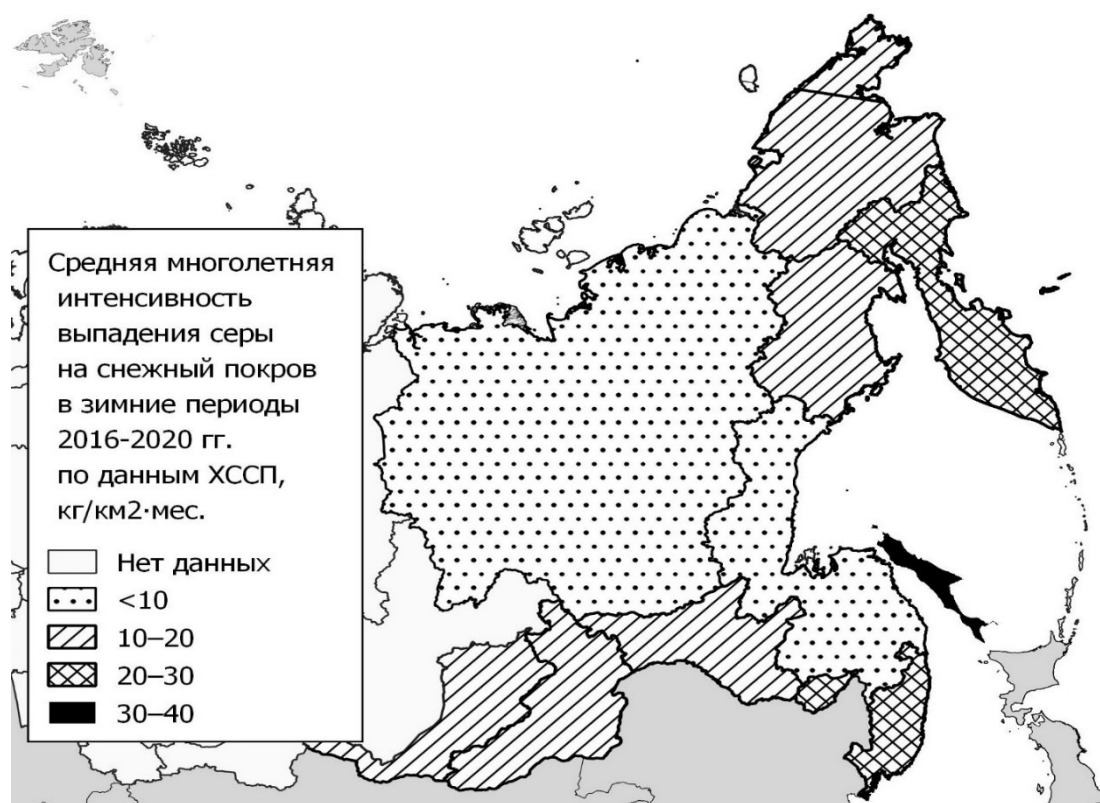 Средняя многолетняя
интенсивность
выпадения серы
на снежный покров
в зимние периоды
2016-2020 гг.
по данным ХССП,
кг/км2·мес.
Нет данных
<10
10–20
20–30
30–40